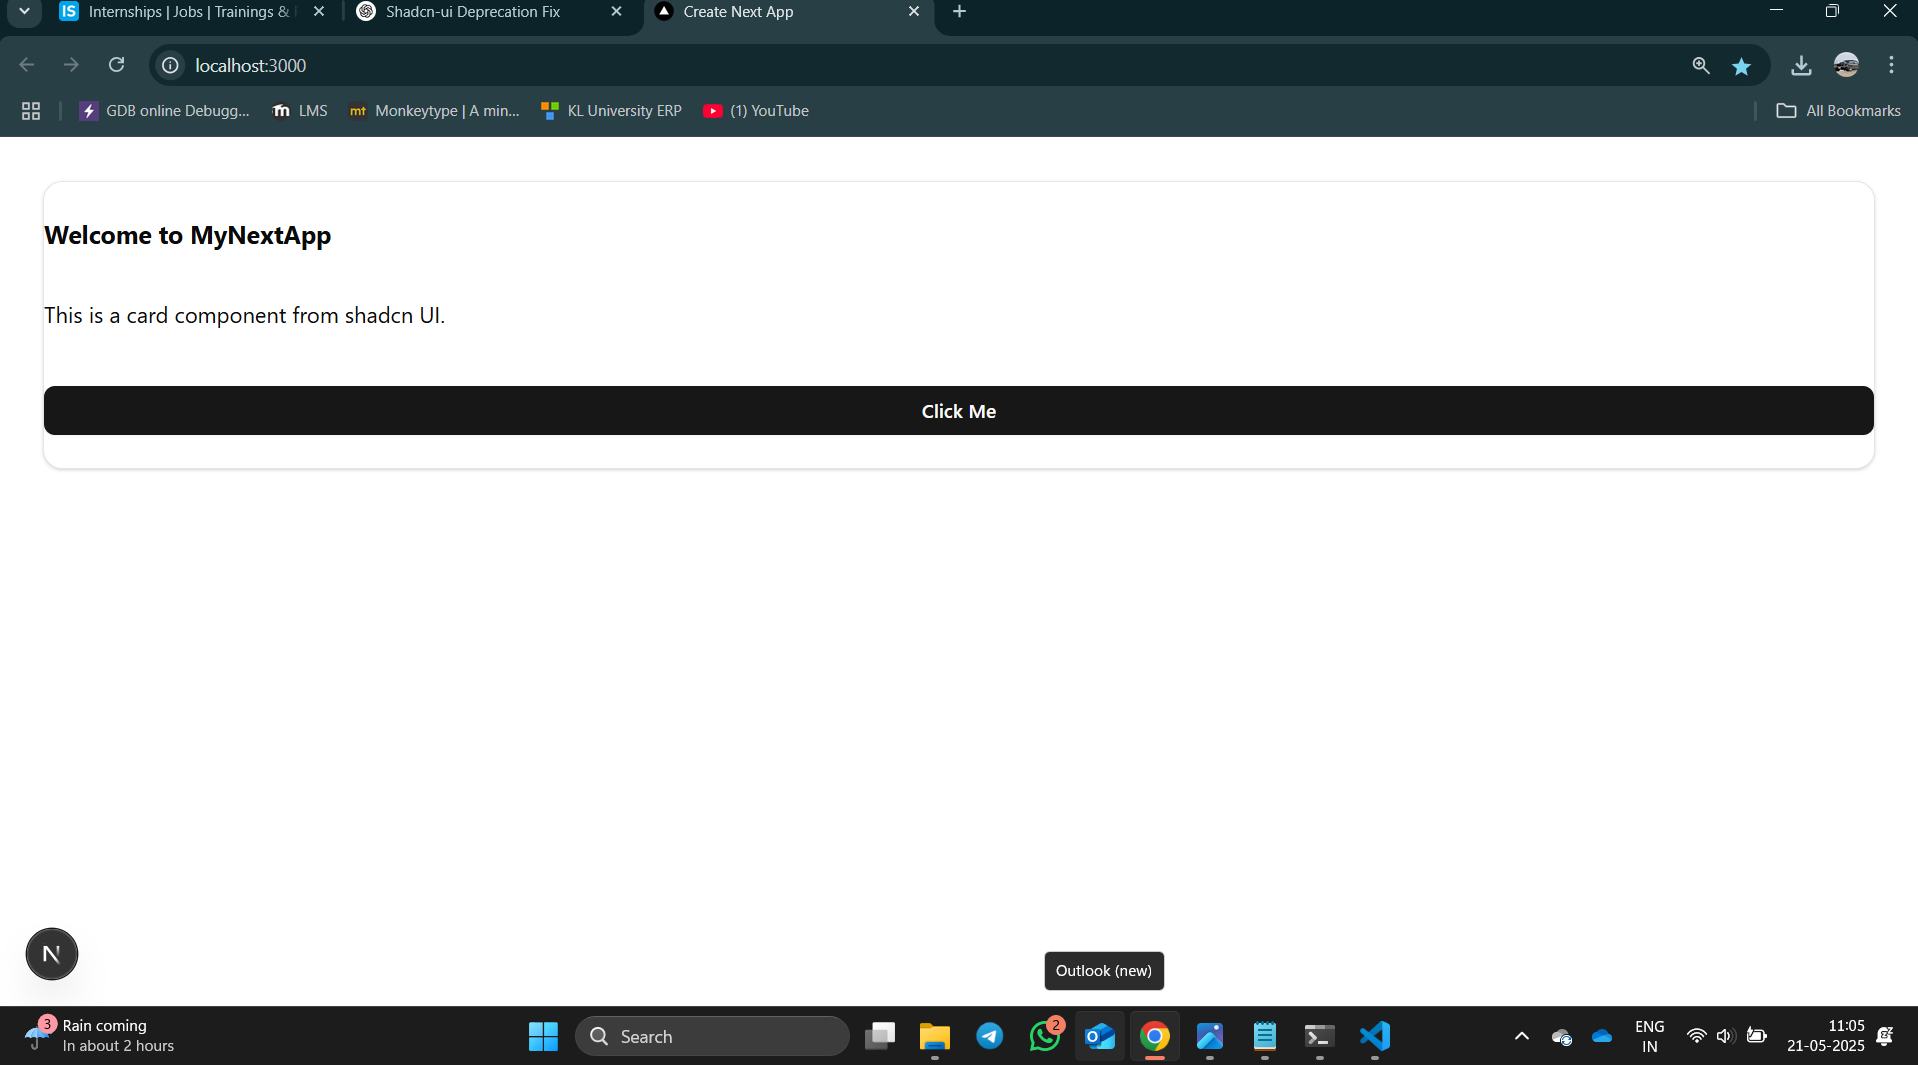 IS Internships | Jobs | Trainings &
Shadcn-ui Deprecation Fix
Create Next App
localhost:3000
GDB online Debugg...
LMS
mt Monkeytype | A min...
KL University ERP
(1) YouTube
All Bookmarks
Welcome to MyNextApp
This is a card component from shadcn UI.
Click Me
N
Outlook (new)
3
Rain coming
In about 2 hours
Search
2
ENG
IN
11:05
21-05-2025